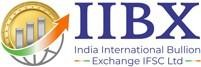 IIBX
India International Bullion
Exchange IFSC Ltd